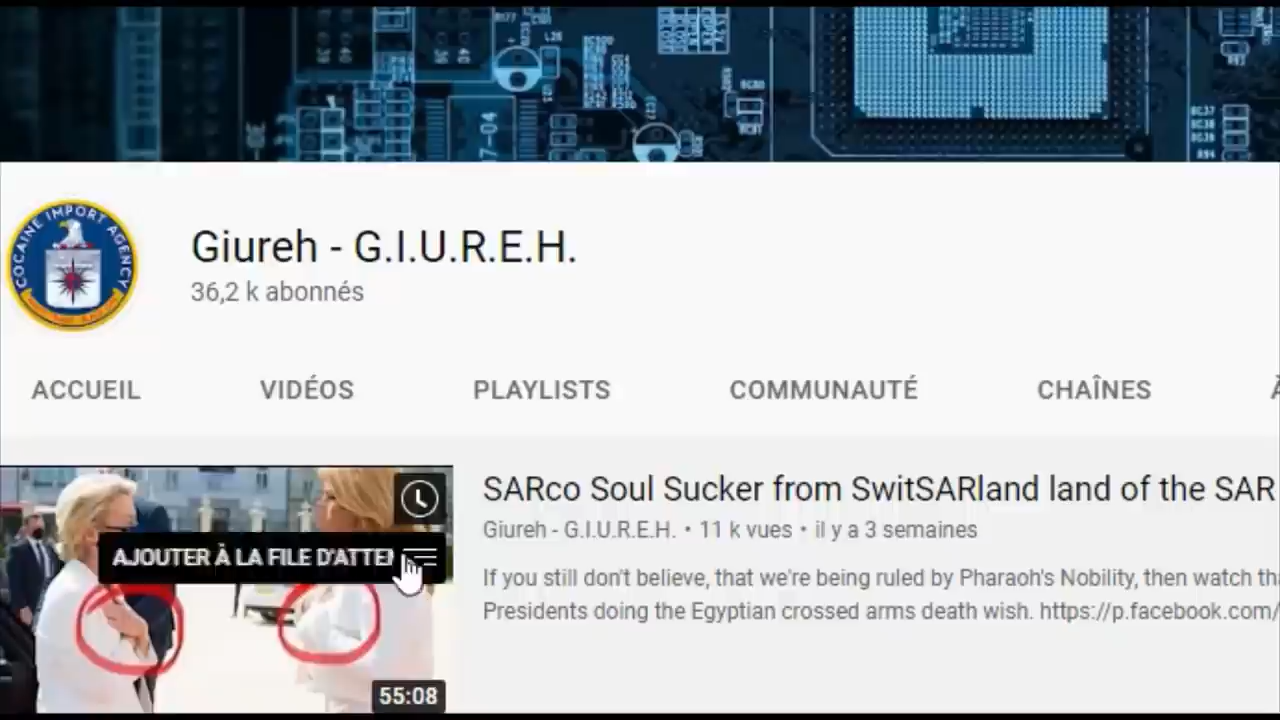 COCAINE IMPORT AGENCY
Giureh - G.I.U.R.E.H.
36,2 k abonnés
ACCUEIL VIDÉOS PLAYLISTS COMMUNAUTÉ CHAÎNES
SARco Soul Sucker from SwitSARland land of the SAR
Giureh - G.I.U.R.E.H. • 11 k vues • il y a 3 semaines
AJOUTER À LA FILE D'ATTEN
If you still don't believe, that we're being ruled by Pharaoh's Nobility, then watch th
Presidents doing the Egyptian crossed arms death wish. https://p.facebook.com/
55:08